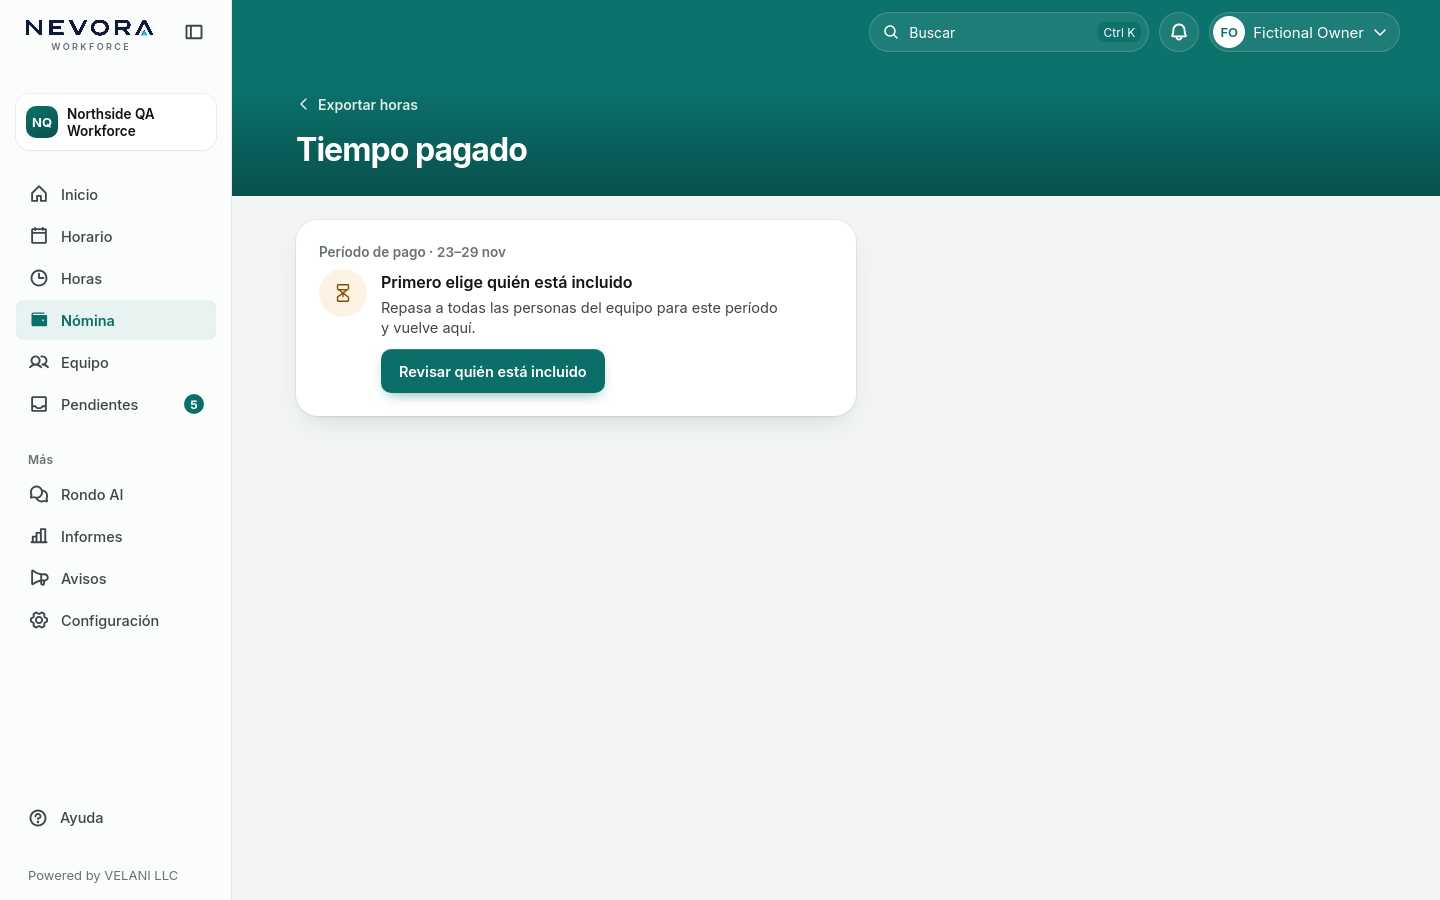 NEVORA
WORKFORCE
Buscar
Ctrl K
FO
Fictional Owner
NQ
Northside QA
Workforce
Inicio
Horario
Horas
Nómina
Equipo
Pendientes
5
Más
Rondo AI
Informes
Avisos
Configuración
Ayuda
Powered by VELANI LLC
Exportar horas
Tiempo pagado
Período de pago · 23–29 nov
Primero elige quién está incluido
Repasa a todas las personas del equipo para este período
y vuelve aquí.
Revisar quién está incluido